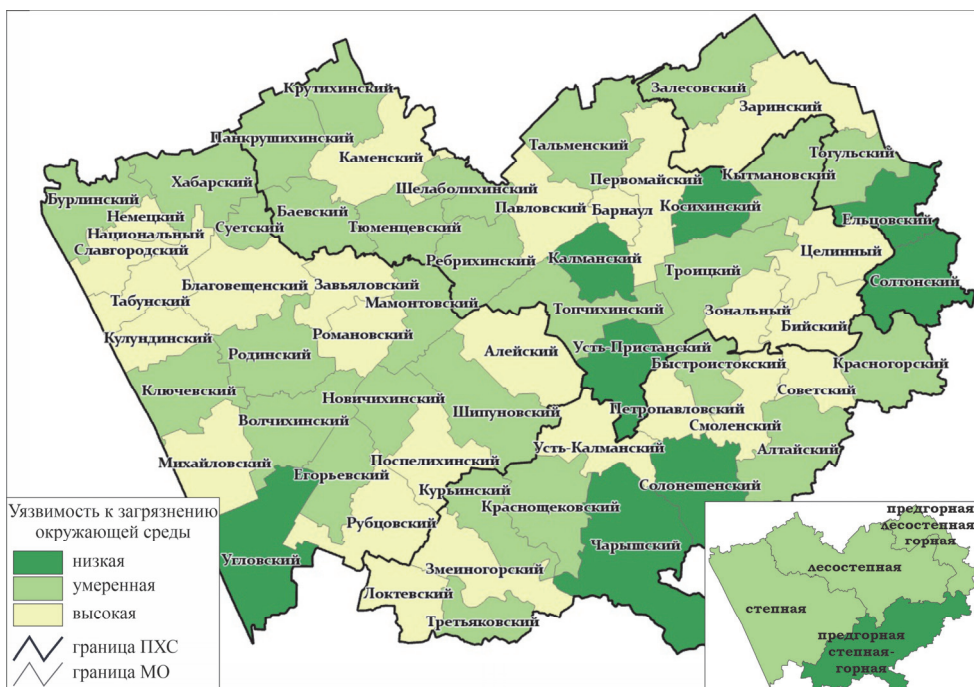 Крутихинский
Залесовский
Заринский
Панкрушихинский
Каменский
Тальменский
Тогульский
Хабарский
Бурлинский
Шелаболихинский
Первомайский
Кытмановский
Немецкий
Национальный
Баевский
Павловский
Барнаул
Косихинский
Ельцовский
Суетский
Тюменцевский
Славгородский
Целинный
Ребрихинский
Калманский
Троицкий
Солтонский
Благовещенский
Завьяловский
Табунский
Мамонтовский
Топчихинский
Зональный
Бийский
Кулундинский
Романовский
Алейский
Усть-Пристанский
Родинский
Быстроистокский
Красногорский
Ключевский
Новичихинский
Советский
Волчихинский
Шипуновский
Петропавловский
Смоленский
Михайловский
Поспелихинский
Усть-Калманский
Алтайский
Егорьевский
Курьинский
Солонешенский
Краснощековский
Рубцовский
Чарышский
Угловский
Змеиногорский
Локтевский
Третьяковский
Уязвимость к загрязнению
окружающей среды
низкая
умеренная
высокая
граница ПХС
граница МО
предгорная
лесостепная-
горная
лесостепная
степная
предгорная
степная-
горная